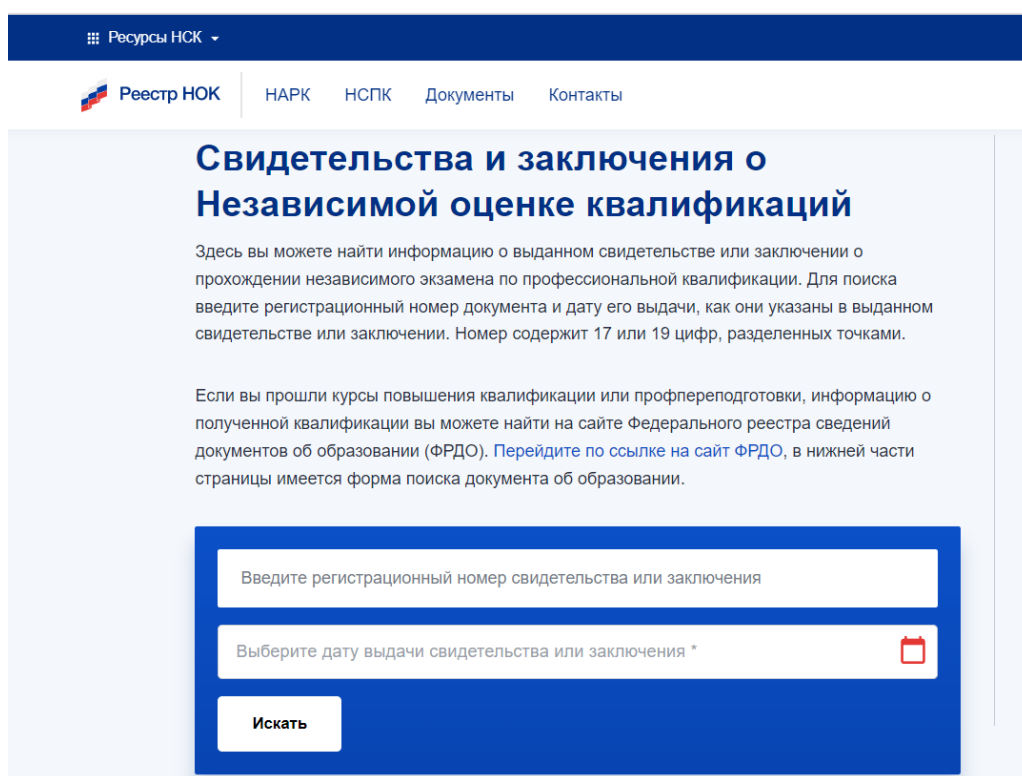 Ресурсы НСК
Реестр НОК НАРК НСПК Документы Контакты
Свидетельства и заключения о
Независимой оценке квалификаций
Здесь вы можете найти информацию о выданном свидетельстве или заключении о
прохождении независимого экзамена по профессиональной квалификации. Для поиска
введите регистрационный номер документа и дату его выдачи, как они указаны в выданном
свидетельстве или заключении. Номер содержит 17 или 19 цифр, разделенных точками.
Если вы прошли курсы повышения квалификации или профпереподготовки, информацию о
полученной квалификации вы можете найти на сайте Федерального реестра сведений
документов об образовании (ФРДО). Перейдите по ссылке на сайт ФРДО, в нижней части
страницы имеется форма поиска документа об образовании.
Введите регистрационный номер свидетельства или заключения
Выберите дату выдачи свидетельства или заключения *
Искать